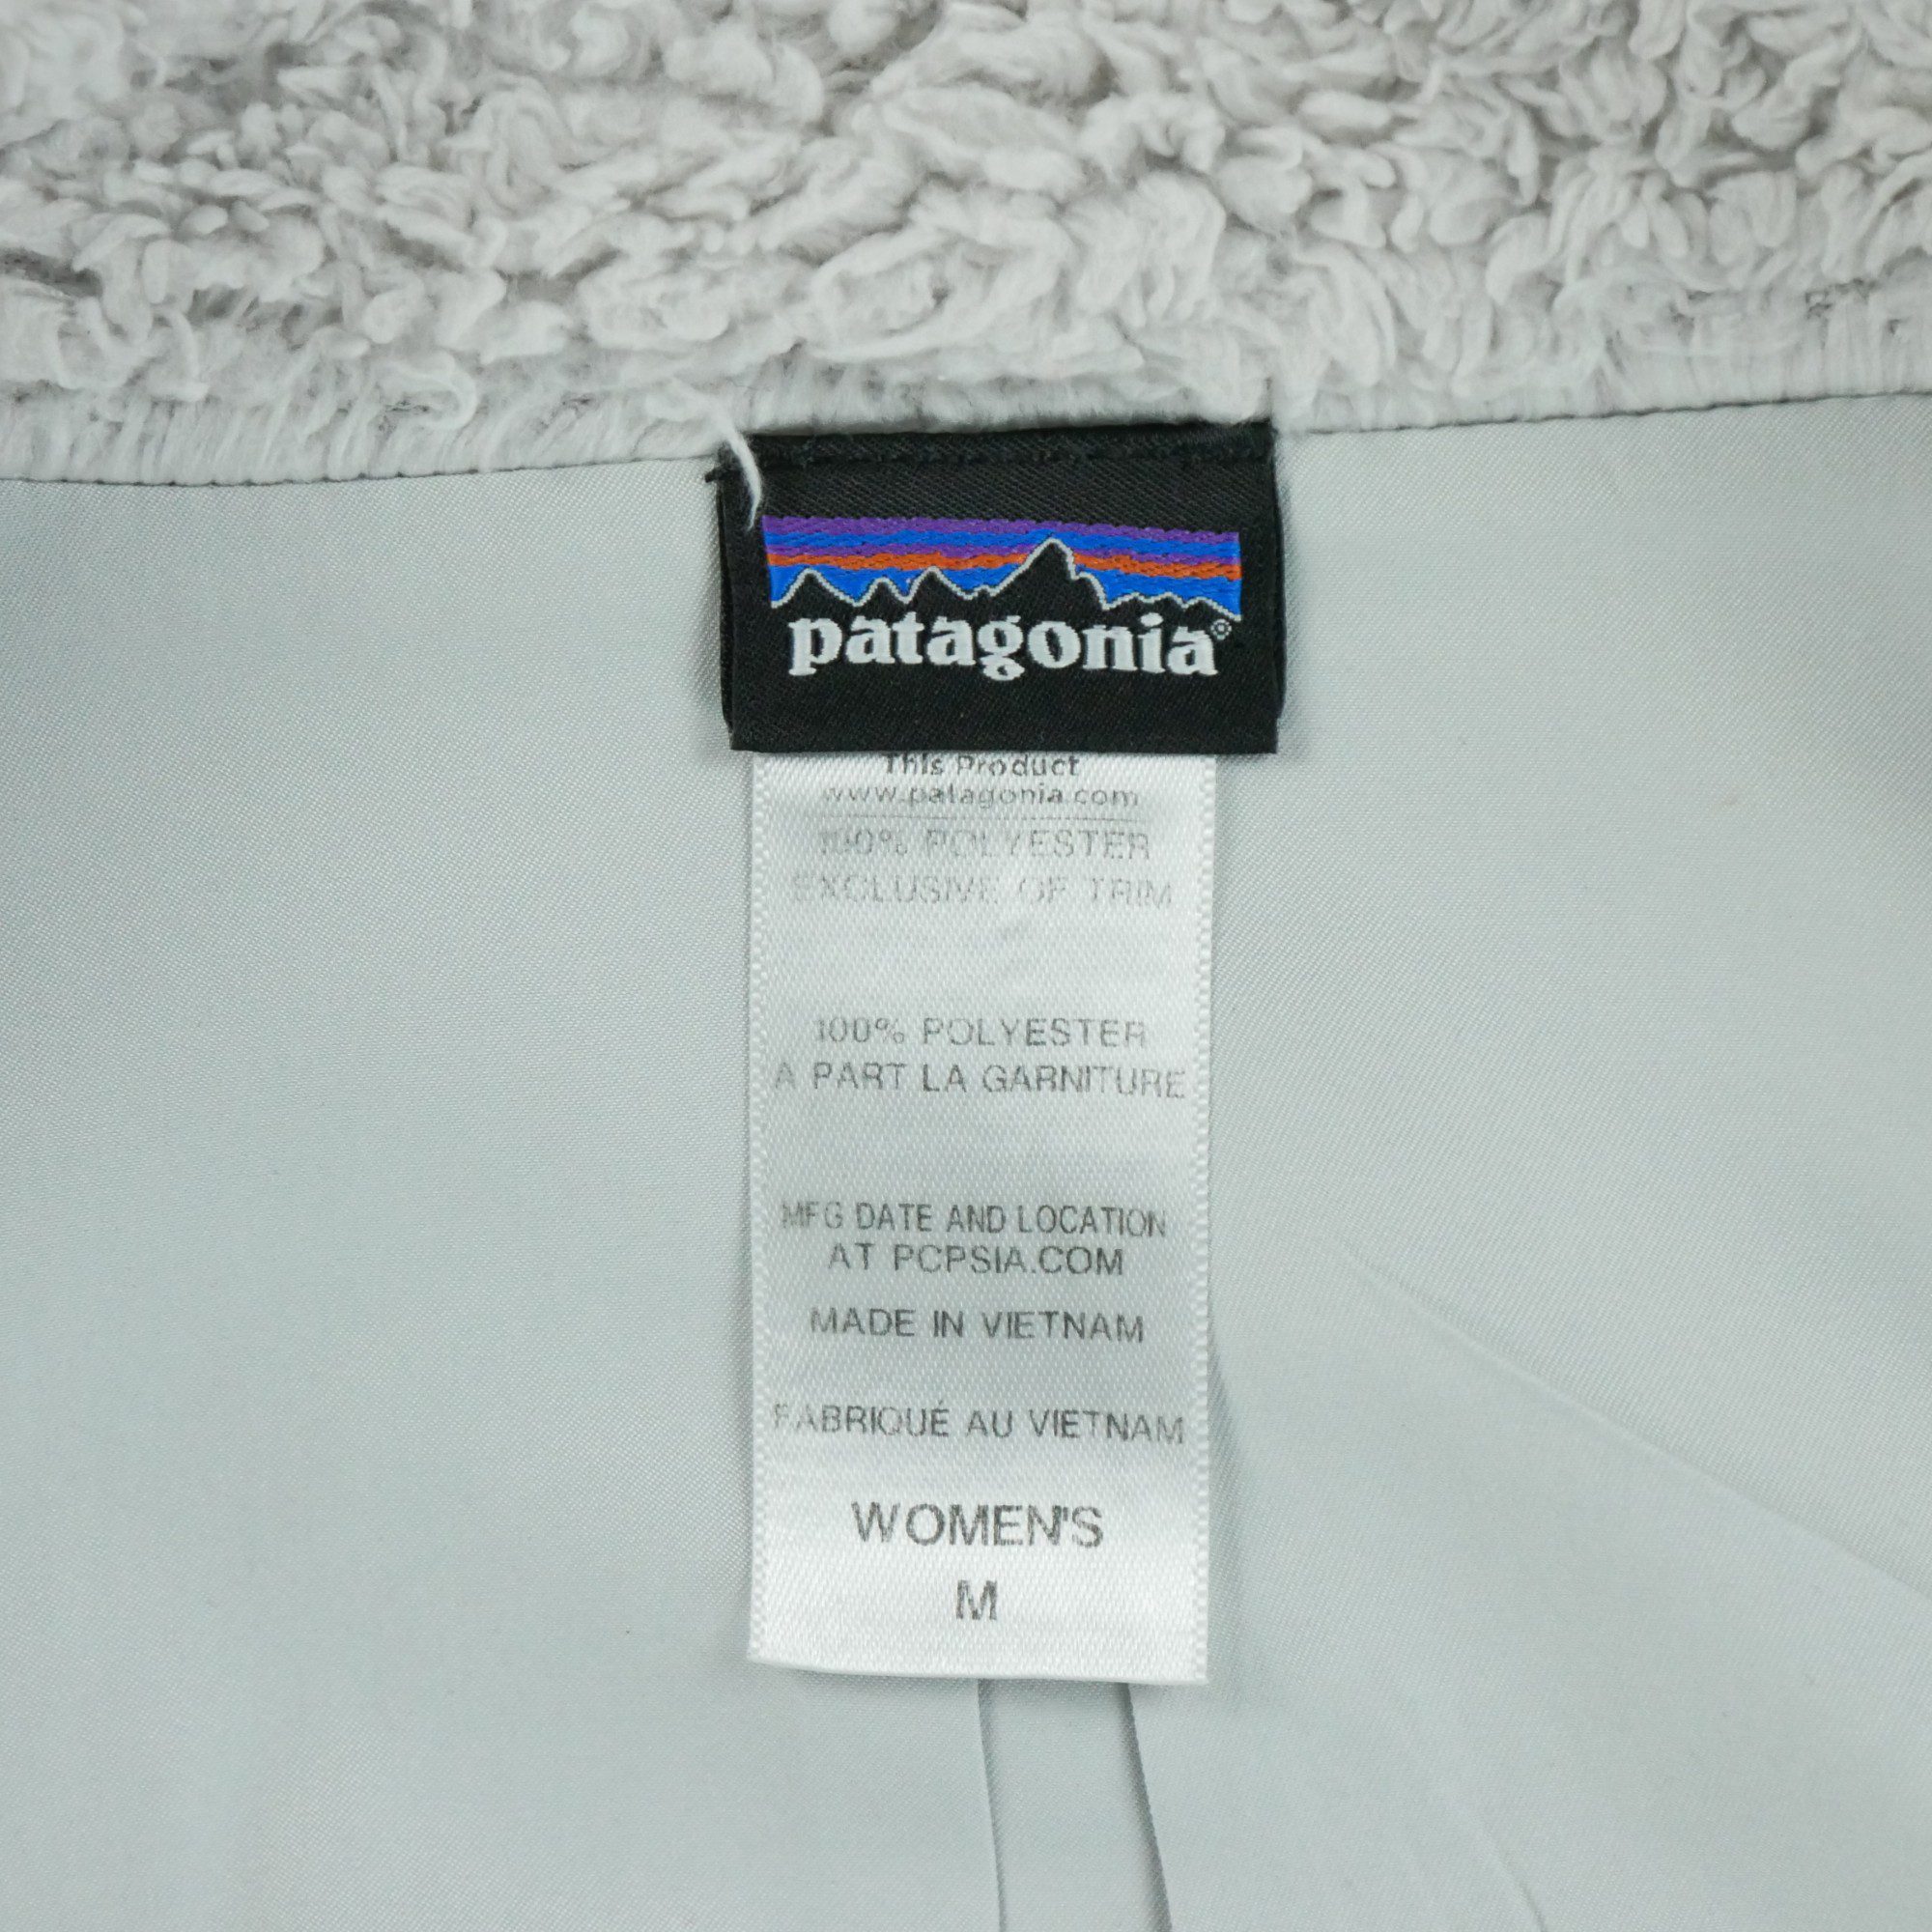 patagonia®
This Product
www.patagonia.com
100% POLYESTER
EXCLUSIVE OF TRIM
100% POLYESTER
A PART LA GARNITURE
MFG DATE AND LOCATION
AT PCPSIA.COM
MADE IN VIETNAM
FABRIQUÉ AU VIETNAM
WOMEN'S
M